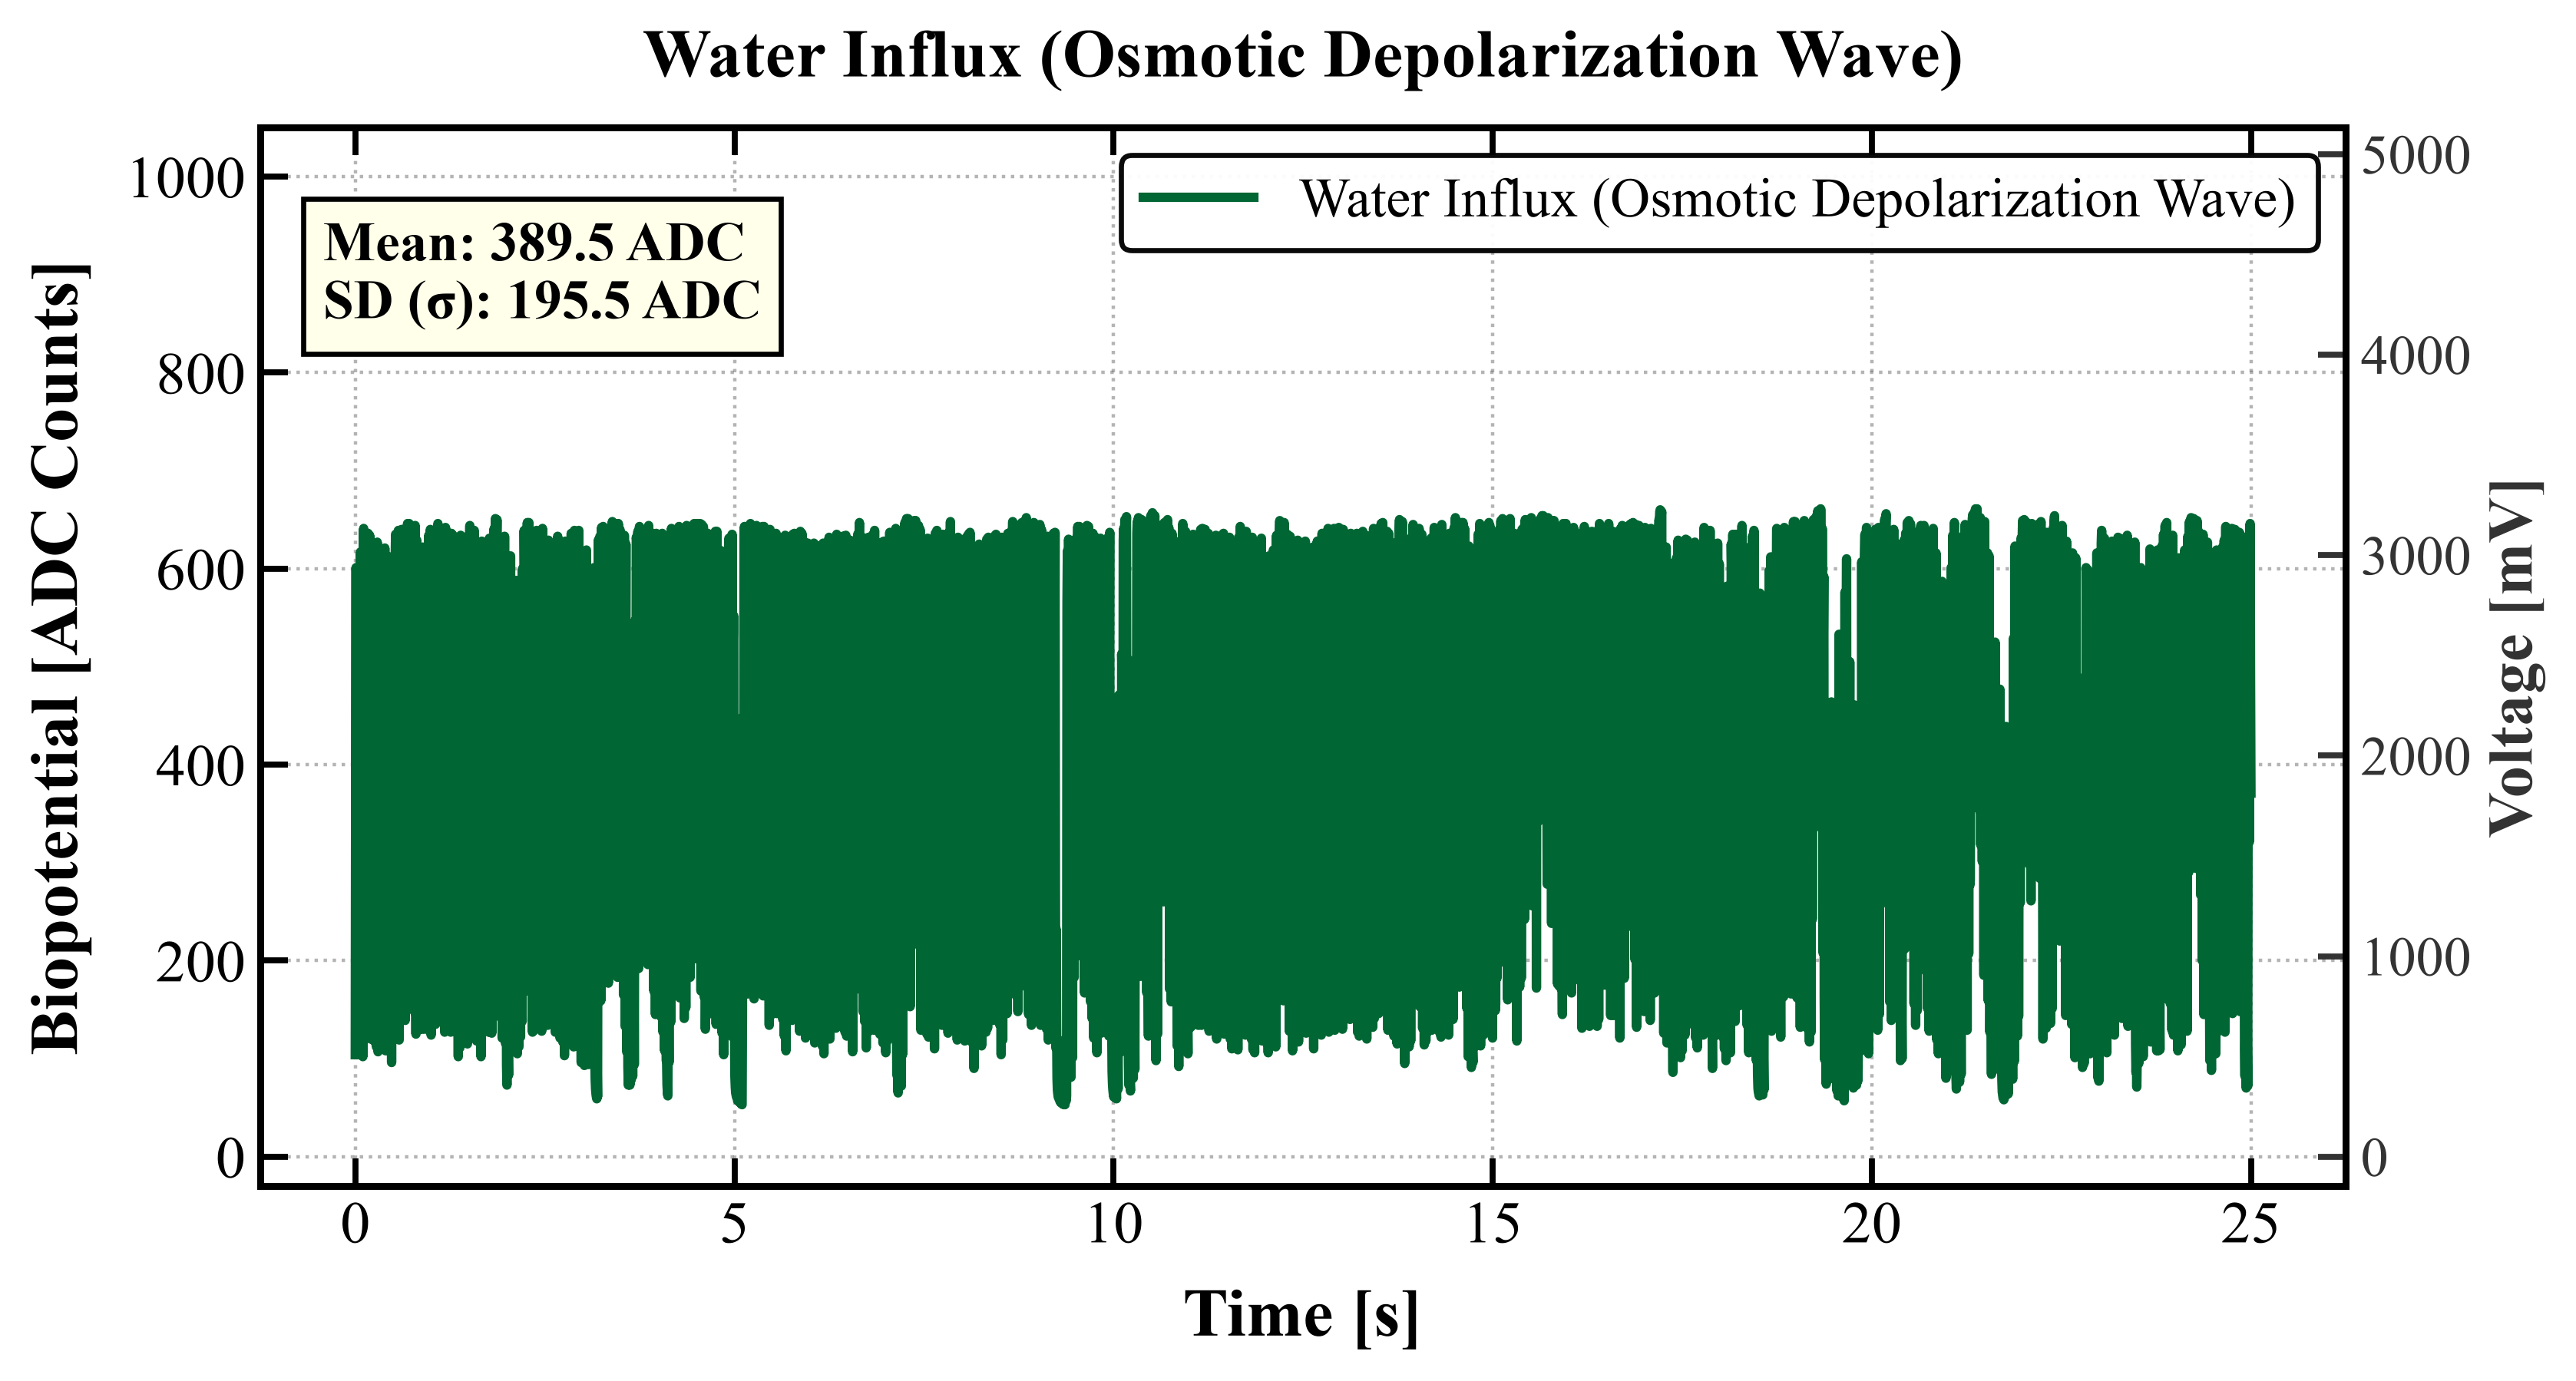 Water Influx (Osmotic Depolarization Wave)
Water Influx (Osmotic Depolarization Wave)
Mean: 389.5 ADC
SD (σ): 195.5 ADC
Biopotential [ADC Counts]
1000
800
600
400
200
0
Voltage [mV]
5000
4000
3000
2000
1000
0
0 5 10 15 20 25
Time [s]